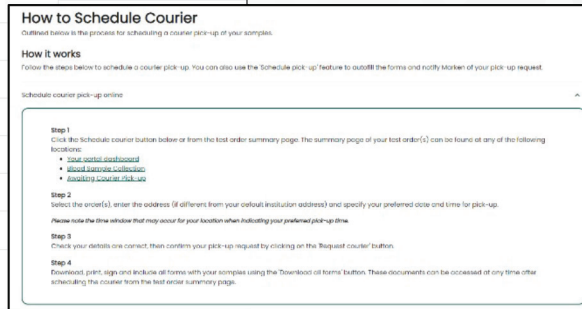 How to Schedule Courier
Outlined below is the process for scheduling a courier pick-up of your samples.
How it works
Follow the steps below to schedule a courier pick-up. You can also use the 'Schedule pick-up' feature to autofill the forms and notify Marken of your pick-up request.
Schedule courier pick-up online
Step 1
Click the Schedule courier button below or from the test order summary page. The summary page of your test order(s) can be found at any of the following
locations:
• Your portal dashboard
• Blood Sample Collection
• Awaiting Courier Pick-up
Step 2
Select the order(s), enter the address (if different from your default institution address) and specify your preferred date and time for pick-up.
Please note the time window that may occur for your location when indicating your preferred pick-up time.
Step 3
Check your details are correct, then confirm your pick-up request by clicking on the 'Request courier' button.
Step 4
Download, print, sign and include all forms with your samples using the 'Download all forms' button. These documents can be accessed at any time after
scheduling the courier from the test order summary page.